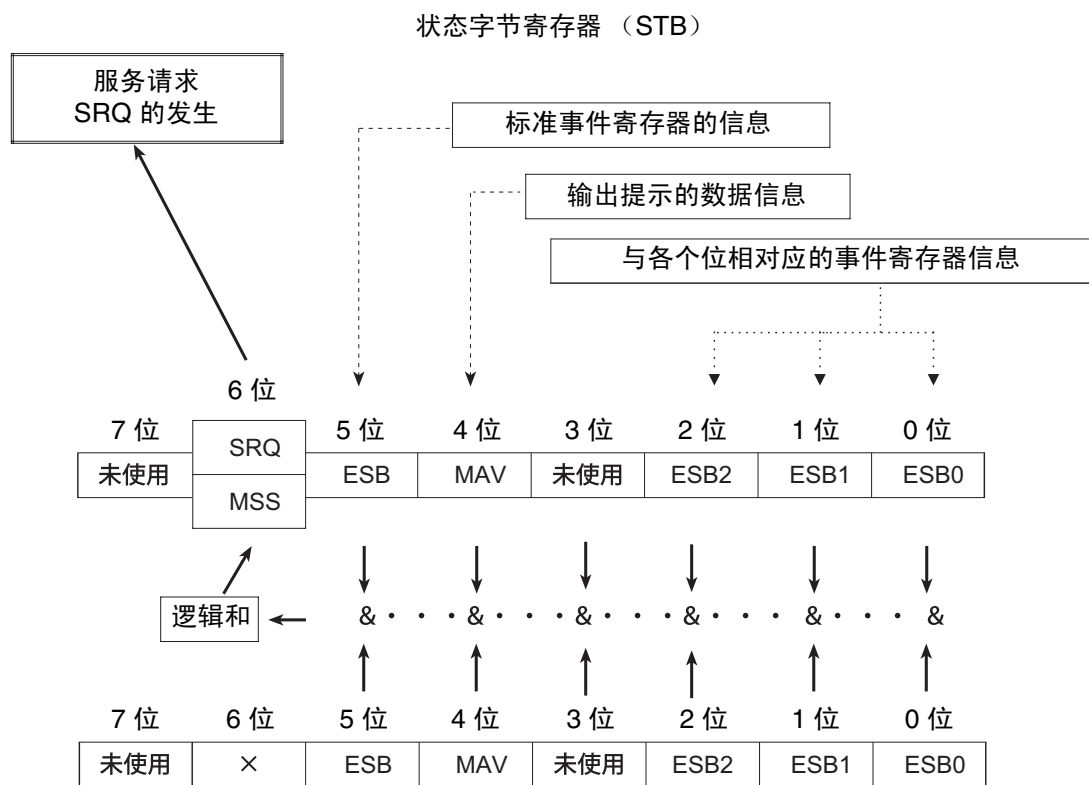 状态字节寄存器 （STB）
服务请求
SRQ 的发生
标准事件寄存器的信息
输出提示的数据信息
与各个位相对应的事件寄存器信息
7 位 6 位 5 位 4 位 3 位 2 位 1 位 0 位
未使用 SRQ ESB MAV 未使用 ESB2 ESB1 ESB0
MSS
逻辑和 & · · · & · · · & · · · & · · · & · · · &
7 位 6 位 5 位 4 位 3 位 2 位 1 位 0 位
未使用 × ESB MAV 未使用 ESB2 ESB1 ESB0